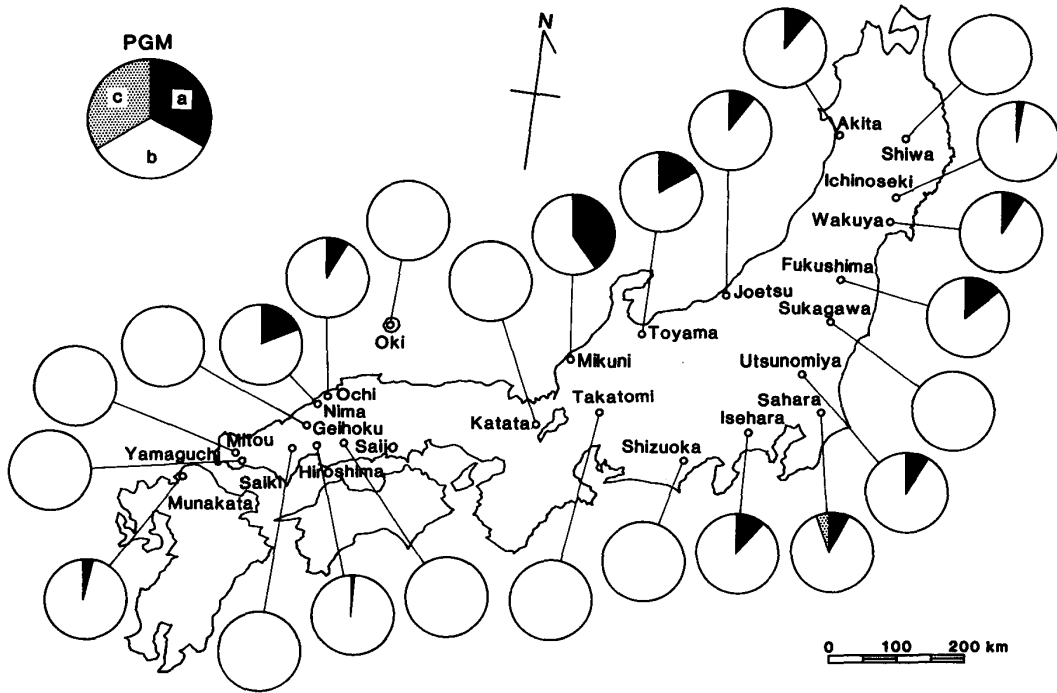 PGM
c
a
b
N
Akita
Shiwa
Ichinoseki
Wakuya
Fukushima
Sukagawa
Joetsu
Toyama
Oki
Mikuni
Utsunomiya
Takatomi
Sahara
Isehara
Ochi
Nima
Katata
Geihoku
Mitou
Saijo
Shizuoka
Yamaguchi
Hiroshima
Saiki
Munakata
0 100 200 km